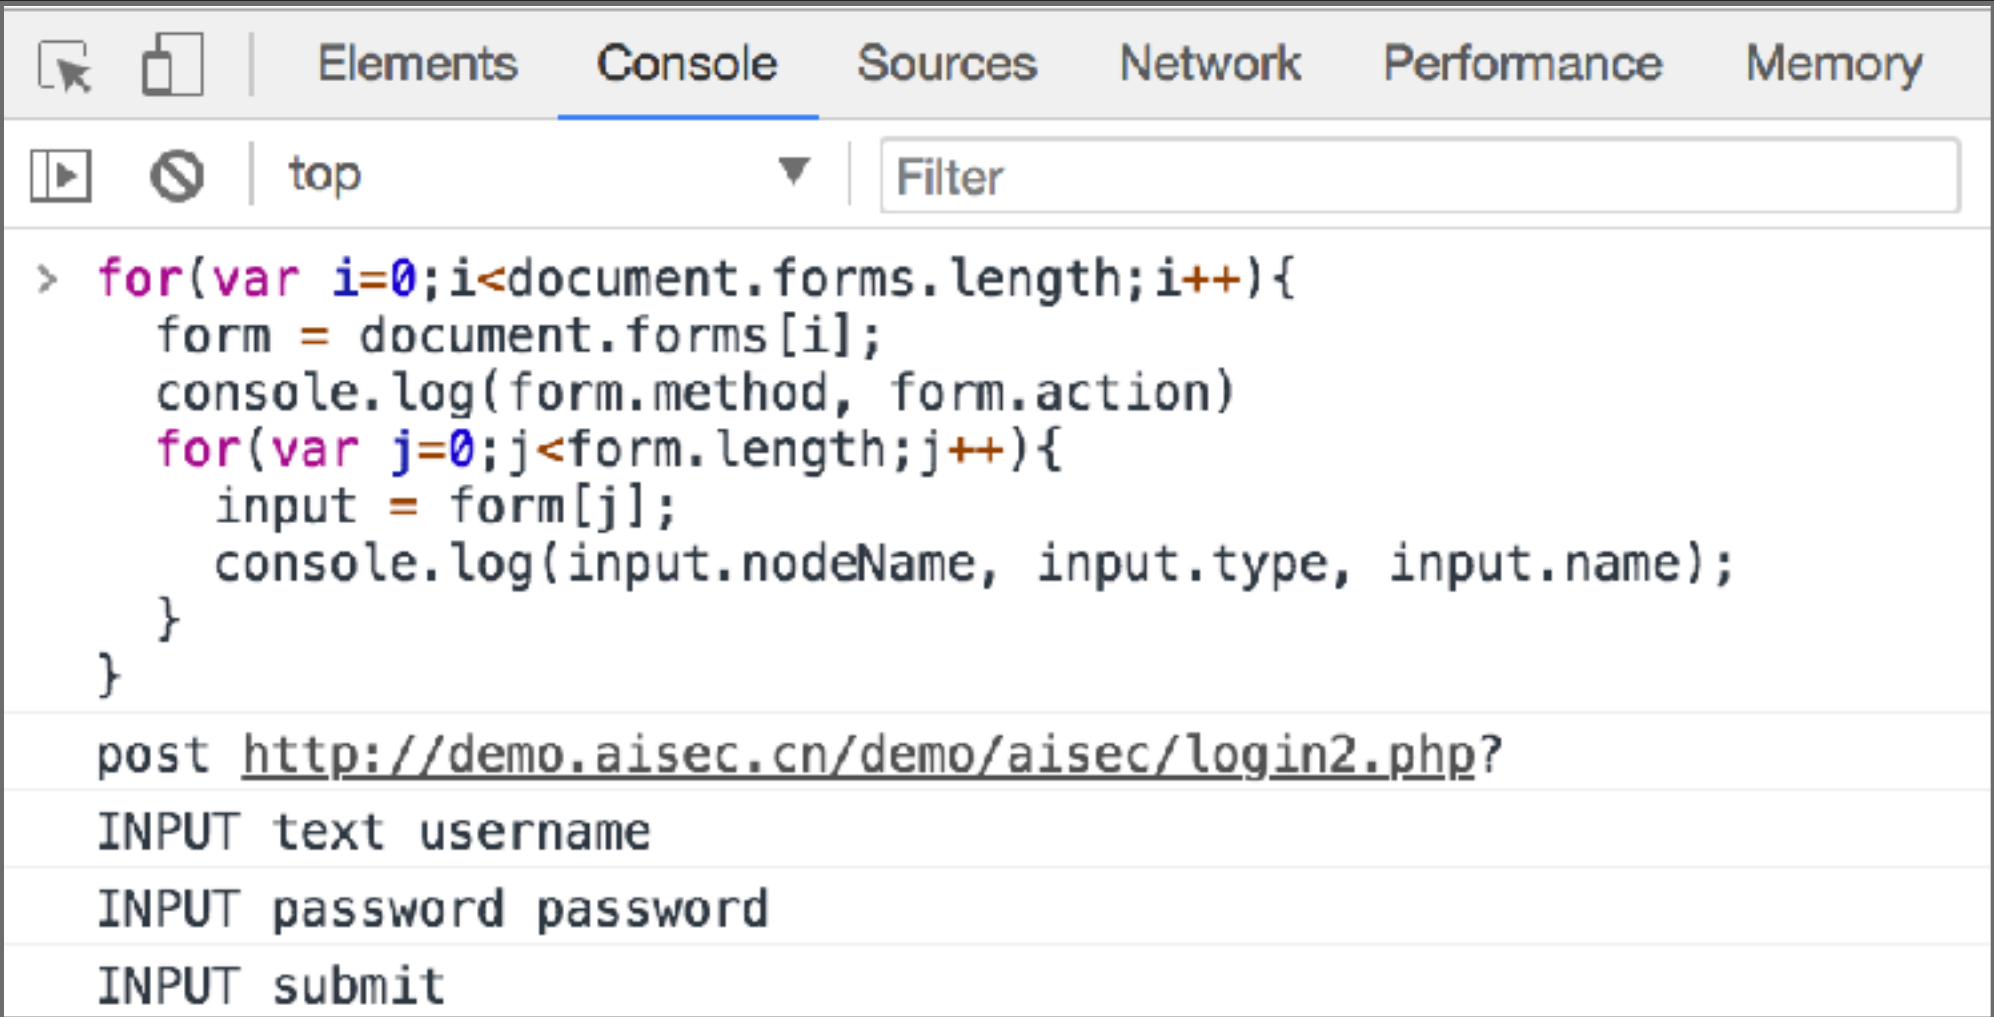 Elements Console Sources Network Performance Memory
top Filter
> for(var i=0;i<document.forms.length;i++){
form = document.forms[i];
console.log(form.method, form.action)
for(var j=0;j<form.length;j++){
input = form[j];
console.log(input.nodeName, input.type, input.name);
}
}
post http://demo.aisec.cn/demo/aisec/login2.php?
INPUT text username
INPUT password password
INPUT submit